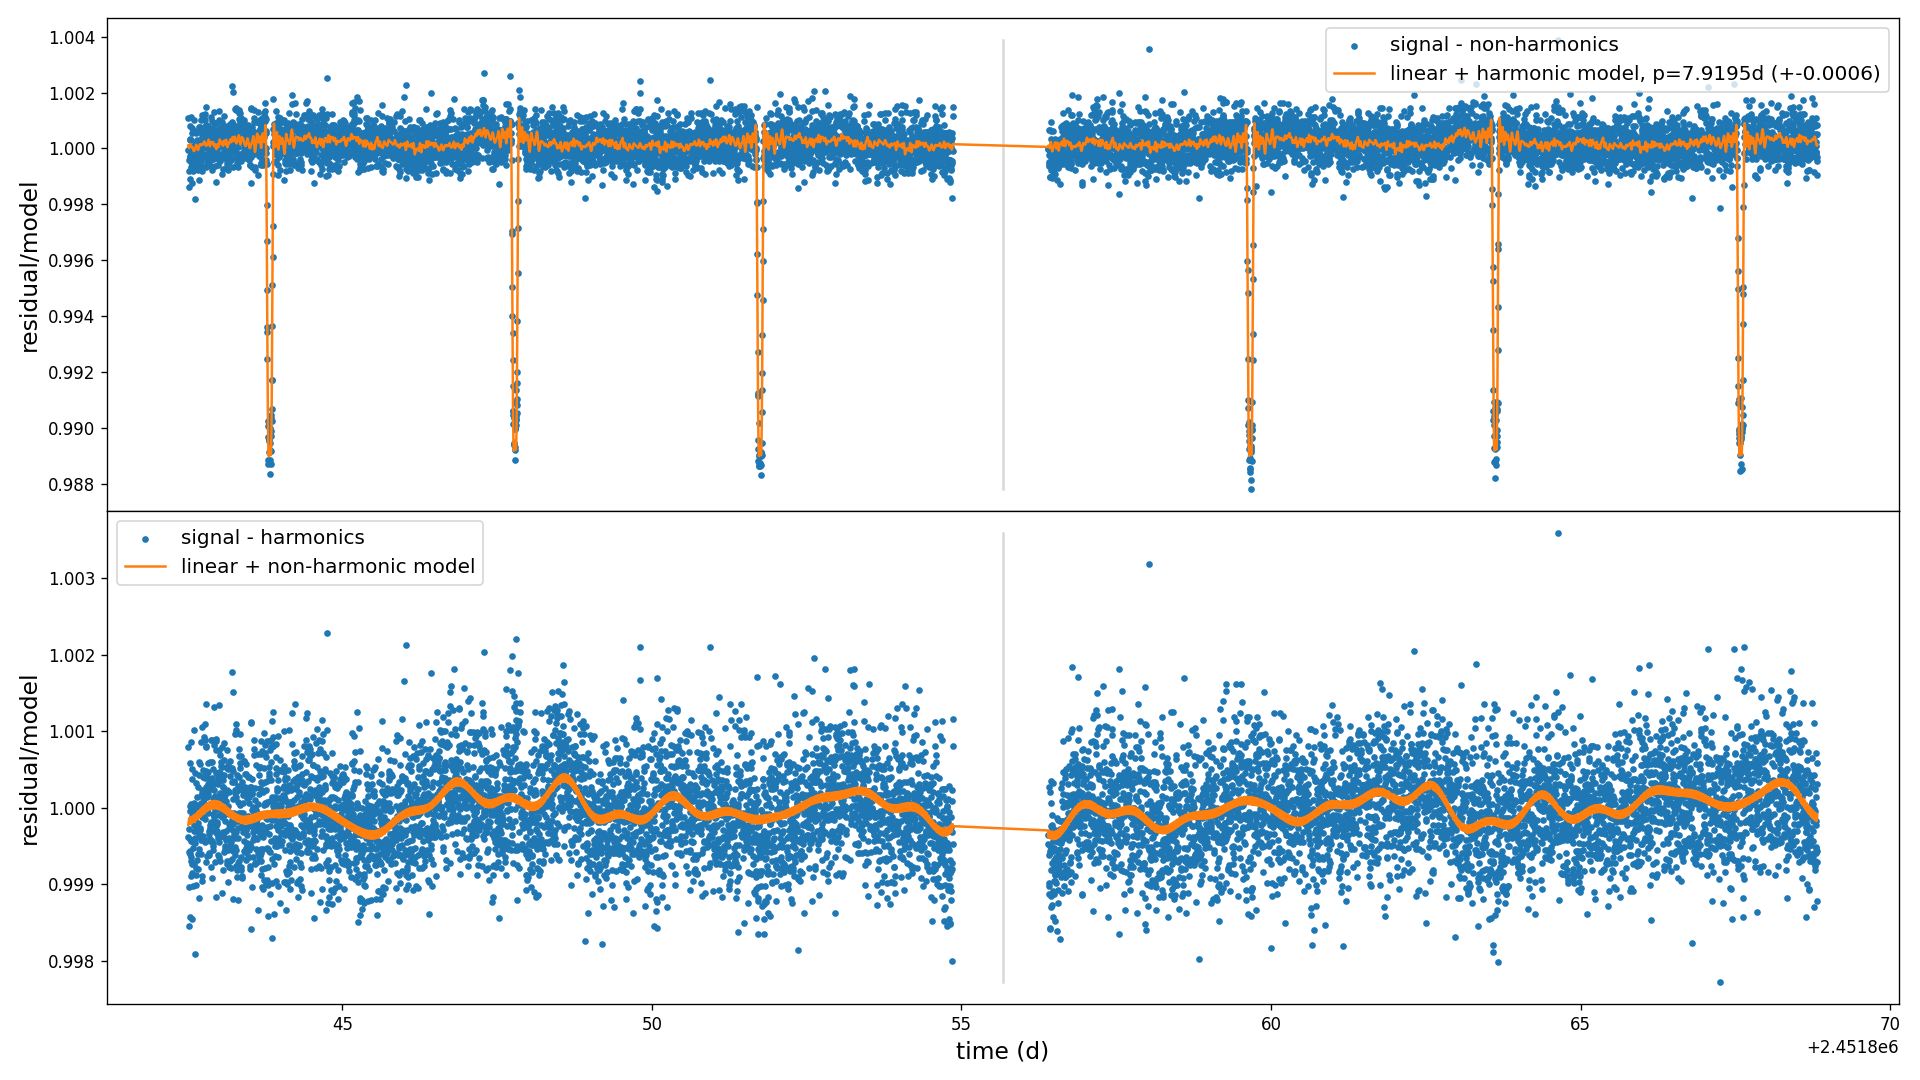 1.004
1.002
1.000
0.998
0.996
0.994
0.992
0.990
0.988
residual/model
signal - non-harmonics
linear + harmonic model, p=7.9195d (+-0.0006)
signal - harmonics
linear + non-harmonic model
1.003
1.002
1.001
1.000
0.999
0.998
residual/model
45
50
55
60
65
70
time (d)
+2.4518e6